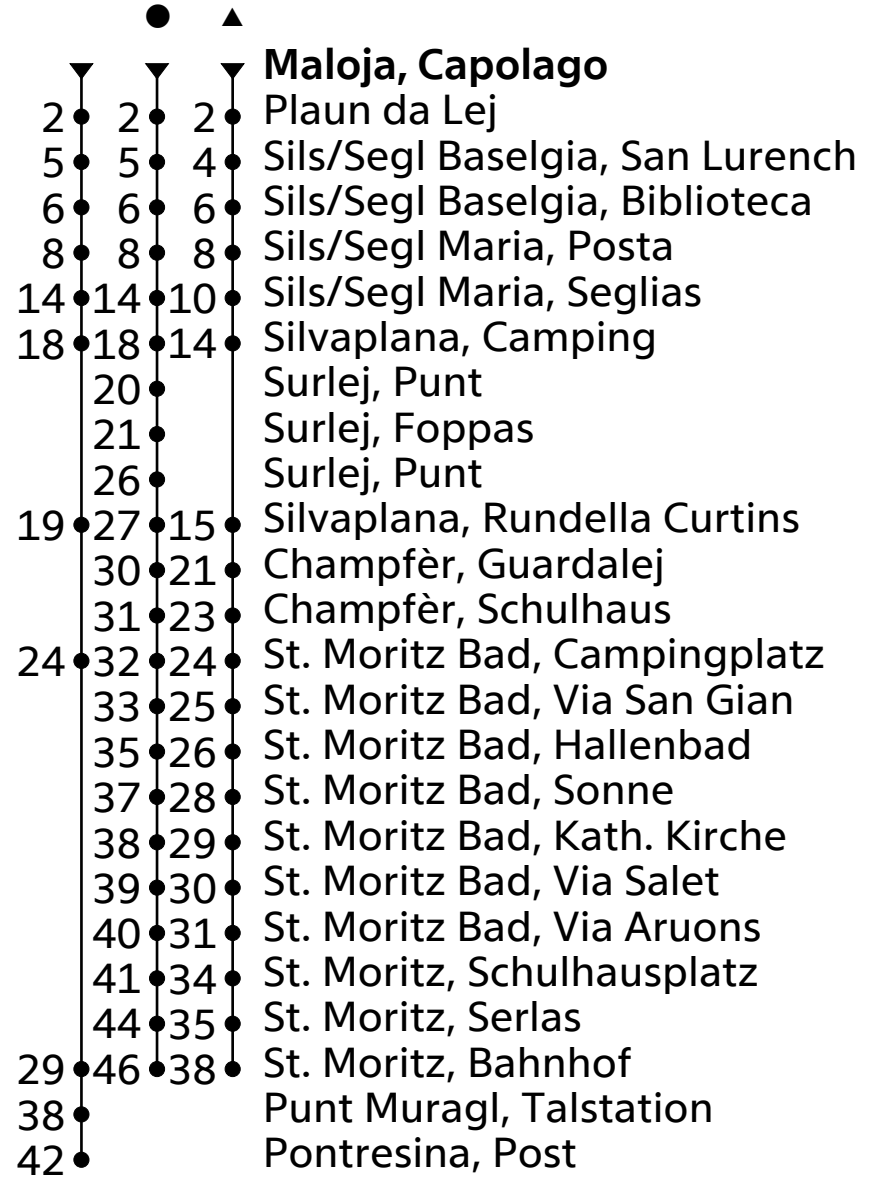 Maloja, Capolago
2 2 2 Plaun da Lej
5 5 4 Sils/Segl Baselgia, San Lurench
6 6 6 Sils/Segl Baselgia, Biblioteca
8 8 8 Sils/Segl Maria, Posta
14 14 10 Sils/Segl Maria, Seglias
18 18 14 Silvaplana, Camping
20 Surlej, Punt
21 Surlej, Foppas
26 Surlej, Punt
19 27 15 Silvaplana, Rundella Curtins
30 21 Champfèr, Guardalej
31 23 Champfèr, Schulhaus
24 32 24 St. Moritz Bad, Campingplatz
33 25 St. Moritz Bad, Via San Gian
35 26 St. Moritz Bad, Hallenbad
37 28 St. Moritz Bad, Sonne
38 29 St. Moritz Bad, Kath. Kirche
39 30 St. Moritz Bad, Via Salet
40 31 St. Moritz Bad, Via Aruons
41 34 St. Moritz, Schulhausplatz
44 35 St. Moritz, Serlas
29 46 38 St. Moritz, Bahnhof
38 Punt Muragl, Talstation
42 Pontresina, Post